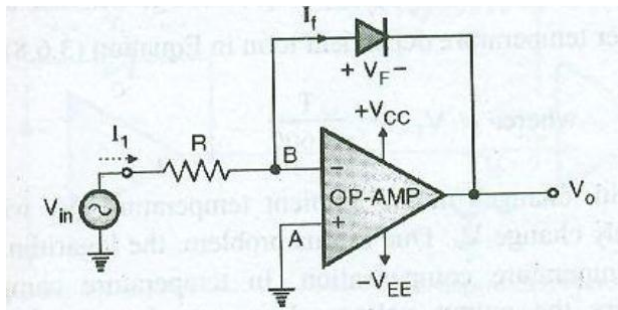 I_f
+ V_F −
+V_CC
I_1
R
B
−
V_in
OP-AMP
V_o
A
+
−V_EE